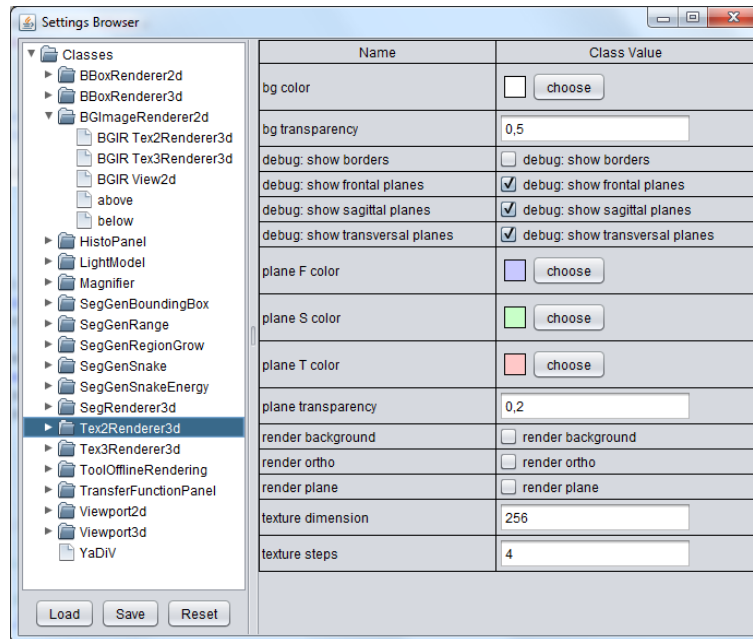 Settings Browser
Classes
BBoxRenderer2d
BBoxRenderer3d
BGImageRenderer2d
BGIR Tex2Renderer3d
BGIR Tex3Renderer3d
BGIR View2d
above
below
HistoPanel
LightModel
Magnifier
SegGenBoundingBox
SegGenRange
SegGenRegionGrow
SegGenSnake
SegGenSnakeEnergy
SegRenderer3d
Tex2Renderer3d
Tex3Renderer3d
ToolOfflineRendering
TransferFunctionPanel
Viewport2d
Viewport3d
YaDiV
Load Save Reset
Name Class Value
bg color choose
bg transparency 0,5
debug: show borders debug: show borders
debug: show frontal planes debug: show frontal planes
debug: show sagittal planes debug: show sagittal planes
debug: show transversal planes debug: show transversal planes
plane F color choose
plane S color choose
plane T color choose
plane transparency 0,2
render background render background
render ortho render ortho
render plane render plane
texture dimension 256
texture steps 4